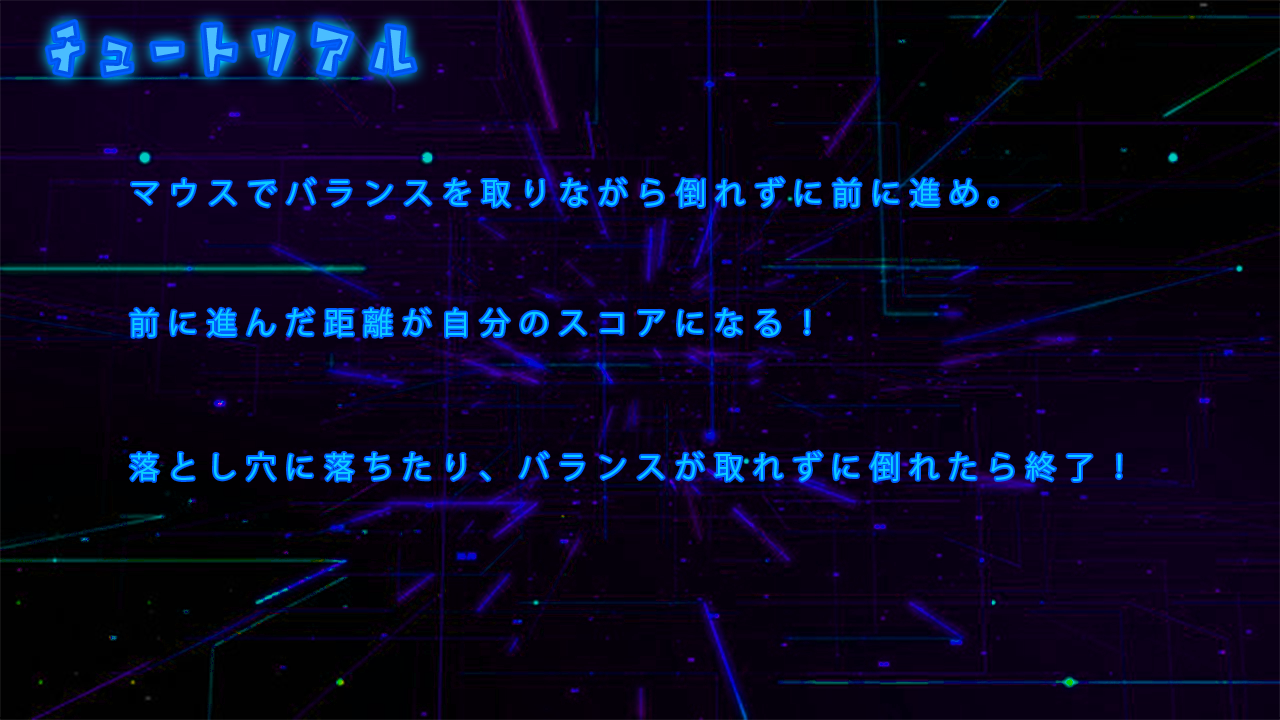 チュートリアル
マウスでバランスを取りながら倒れずに前に進め。
前に進んだ距離が自分のスコアになる！
落とし穴に落ちたり、バランスが取れずに倒れたら終了！